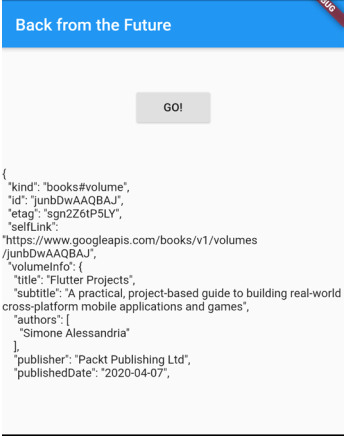 UG
Back from the Future
GO!
{
"kind": "books#volume",
"id": "junbDwAAQBAJ",
"etag": "sgn2Z6tP5LY",
"selfLink":
"https://www.googleapis.com/books/v1/volumes
/junbDwAAQBAJ",
"volumeInfo": {
"title": "Flutter Projects",
"subtitle": "A practical, project-based guide to building real-world
cross-platform mobile applications and games",
"authors": [
"Simone Alessandria"
],
"publisher": "Packt Publishing Ltd",
"publishedDate": "2020-04-07",